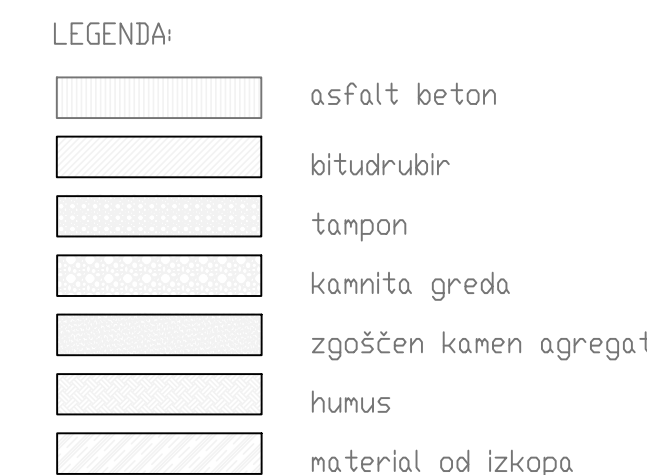 LEGENDA:
asfalt beton
bitudrubir
tampon
kamnita greda
zgoščen kamen agregat
humus
material od izkopa